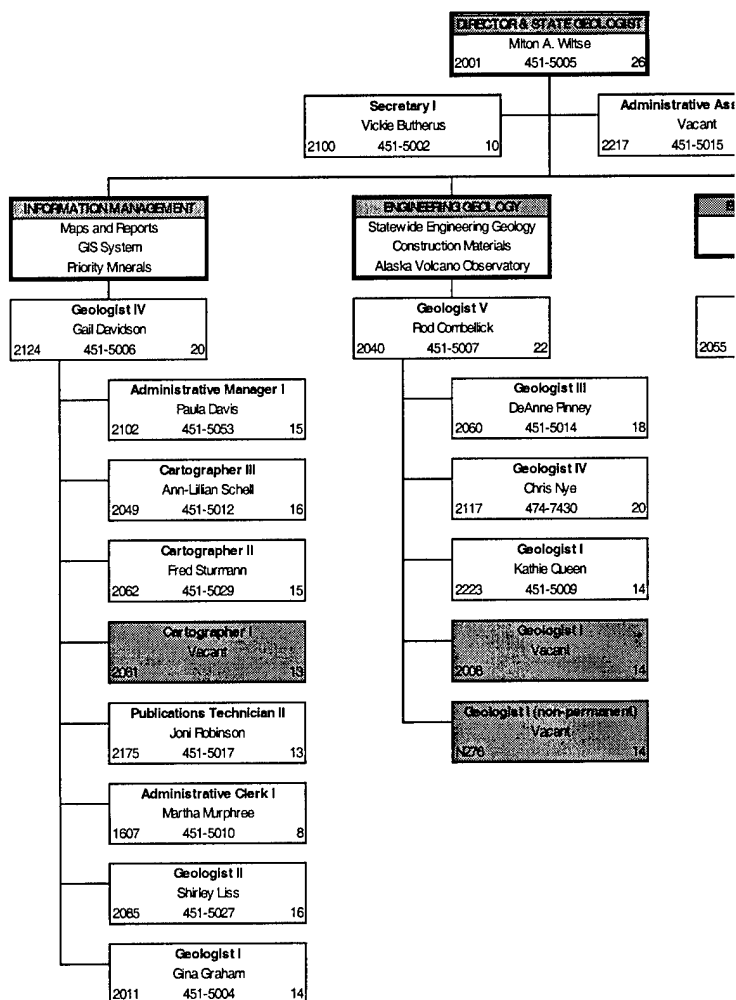 DIRECTOR & STATE GEOLOGIST
Milton A. Wiltse
2001 451-5005 26
Secretary I
Vickie Butherus
2100 451-5002 10
Administrative Ass
Vacant
2217 451-5015
INFORMATION MANAGEMENT
Maps and Reports
GIS System
Priority Minerals
Geologist IV
Gail Davidson
2124 451-5006 20
Administrative Manager I
Paula Davis
2102 451-5053 15
Cartographer III
Ann-Lillian Schell
2049 451-5012 16
Cartographer II
Fred Sturmann
2062 451-5029 15
Cartographer I
Vacant
2081 13
Publications Technician II
Joni Robinson
2175 451-5017 13
Administrative Clerk I
Martha Murphree
1607 451-5010 8
Geologist II
Shirley Liss
2085 451-5027 16
Geologist I
Gina Graham
2011 451-5004 14
ENGINEERING GEOLOGY
Statewide Engineering Geology
Construction Materials
Alaska Volcano Observatory
Geologist V
Rod Combellick
2040 451-5007 22
Geologist III
DeAnne Pinney
2060 451-5014 18
Geologist IV
Chris Nye
2117 474-7430 20
Geologist I
Kathie Queen
2223 451-5009 14
Geologist I
Vacant
2008 14
Geologist I (non-permanent)
Vacant
N276 14
E
2055